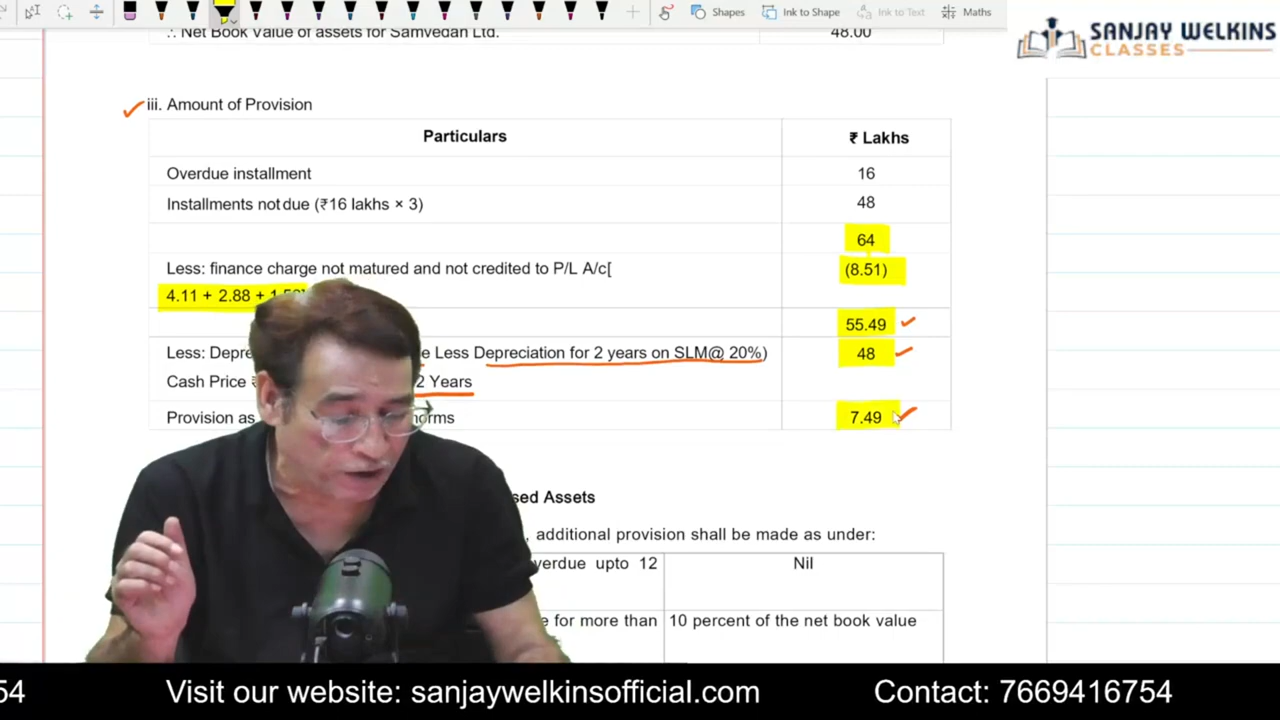 Shapes
Ink to Shape
Ink to Text
Maths
SANJAY WELKINS
CLASSES
∴ Net Book Value of assets for Samvedan Ltd.
48.00
iii. Amount of Provision
Particulars
₹ Lakhs
Overdue installment
16
Installments not due (₹16 lakhs × 3)
48
64
Less: finance charge not matured and not credited to P/L A/c[
(8.51)
4.11 + 2.88 +
55.49
Less: Less Depreciation for 2 years on SLM@ 20%)
48
Cash Price 2 Years
Provision as
7.49
Assets
, additional provision shall be made as under:
upto 12
Nil
for more than
10 percent of the net book value
54
Visit our website: sanjaywelkinsofficial.com
Contact: 7669416754